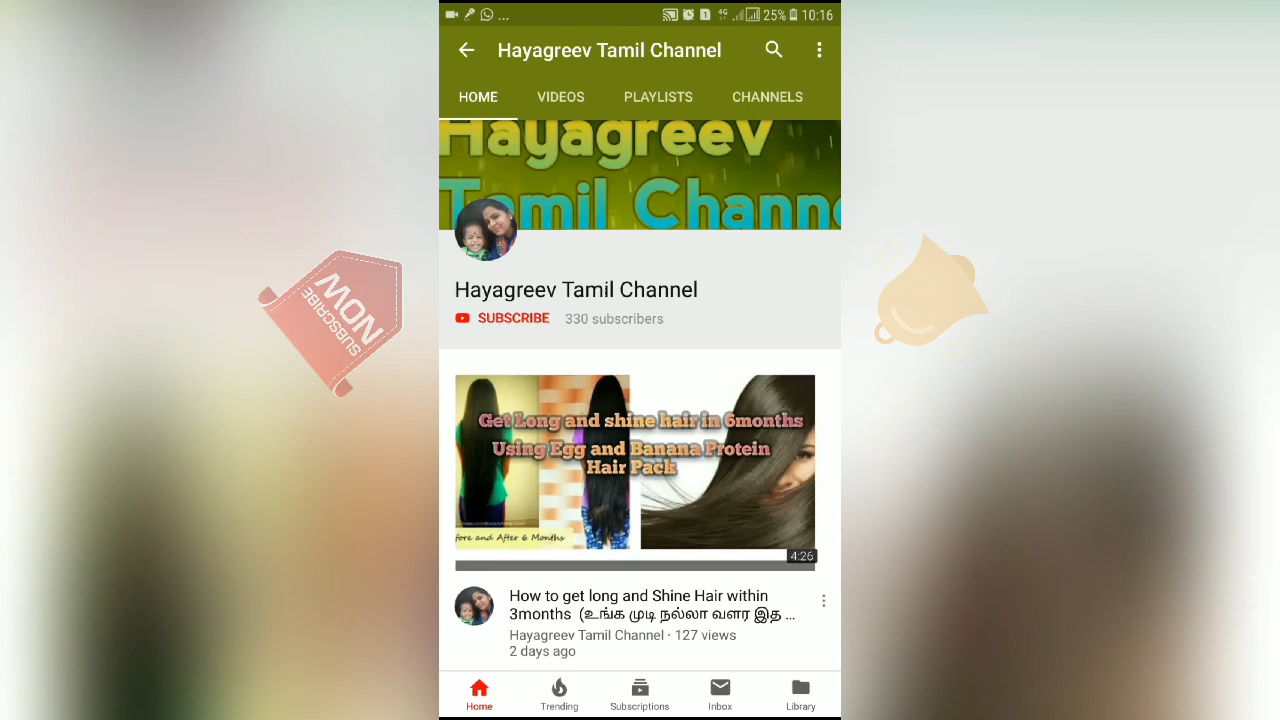 ... 4G 25% 10:16
Hayagreev Tamil Channel
HOME VIDEOS PLAYLISTS CHANNELS
Hayagreev
Tamil Channe
Hayagreev Tamil Channel
SUBSCRIBE 330 subscribers
SUBSCRIBE
NOW
Get Long and shine hair in 6months
Using Egg and Banana Protein
Hair Pack
fore and After 6 Months
4:26
How to get long and Shine Hair within
3months (உங்க முடி நல்லா வளர இத ...
Hayagreev Tamil Channel · 127 views
2 days ago
Home Trending Subscriptions Inbox Library